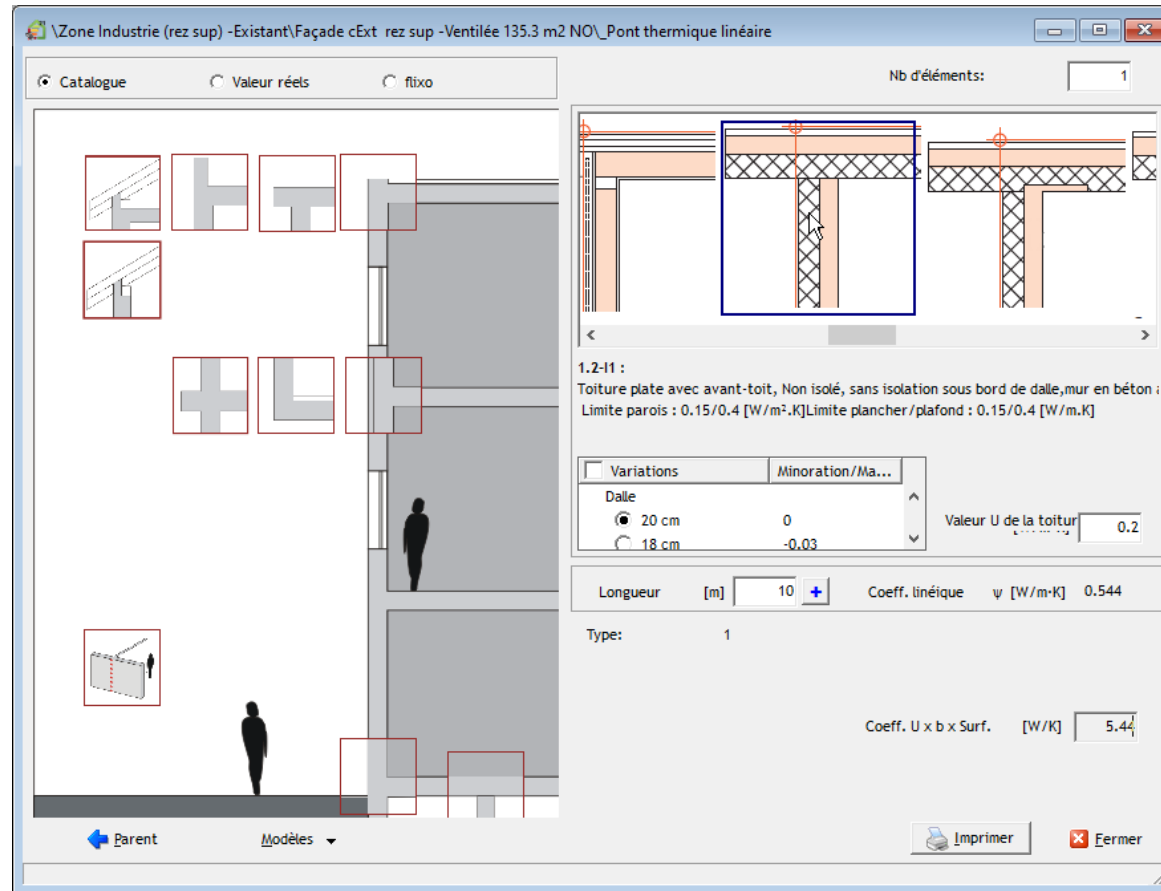 \Zone Industrie (rez sup) -Existant\Façade cExt rez sup -Ventilée 135.3 m2 NO\_Pont thermique linéaire
Catalogue Valeur réels flixo
Nb d'éléments: 1
1.2-I1 :
Toiture plate avec avant-toit, Non isolé, sans isolation sous bord de dalle,mur en béton
Limite parois : 0.15/0.4 [W/m².K]Limite plancher/plafond : 0.15/0.4 [W/m.K]
Variations Minoration/Ma...
Dalle
20 cm 0
18 cm -0.03
Valeur U de la toitur 0.2
Longueur [m] 10 + Coeff. linéique ψ [W/m·K] 0.544
Type: 1
Coeff. U x b x Surf. [W/K] 5.44
Parent Modèles Imprimer Fermer